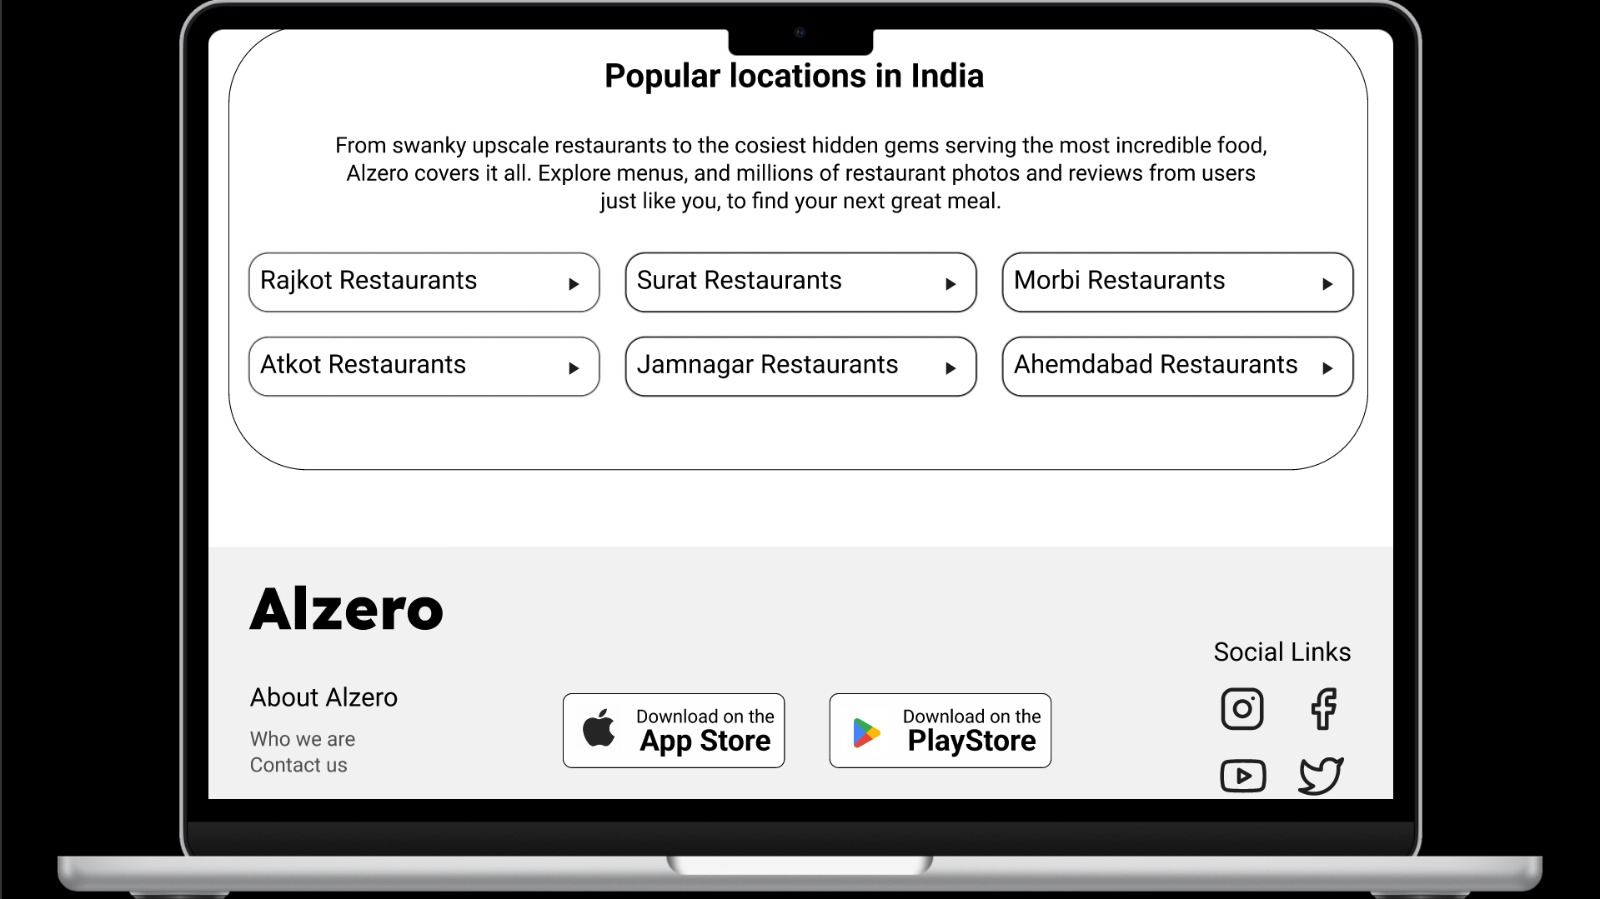 Popular locations in India
From swanky upscale restaurants to the cosiest hidden gems serving the most incredible food,
Alzero covers it all. Explore menus, and millions of restaurant photos and reviews from users
just like you, to find your next great meal.
Rajkot Restaurants
Surat Restaurants
Morbi Restaurants
Atkot Restaurants
Jamnagar Restaurants
Ahemdabad Restaurants
Alzero
Social Links
About Alzero
Who we are
Contact us
Download on the
App Store
Download on the
PlayStore